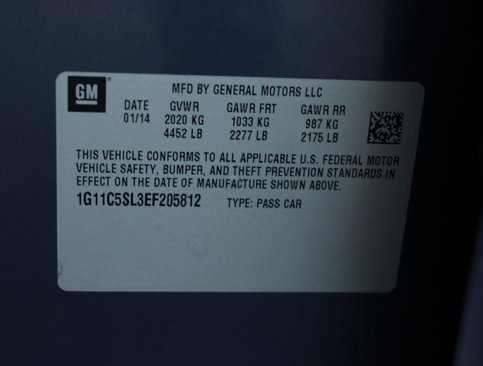 GM
MFD BY GENERAL MOTORS LLC
DATE GVWR GAWR FRT GAWR RR
01/14 2020 KG 1033 KG 987 KG
4452 LB 2277 LB 2175 LB
THIS VEHICLE CONFORMS TO ALL APPLICABLE U.S. FEDERAL MOTOR
VEHICLE SAFETY, BUMPER, AND THEFT PREVENTION STANDARDS IN
EFFECT ON THE DATE OF MANUFACTURE SHOWN ABOVE.
1G11C5SL3EF205812 TYPE: PASS CAR